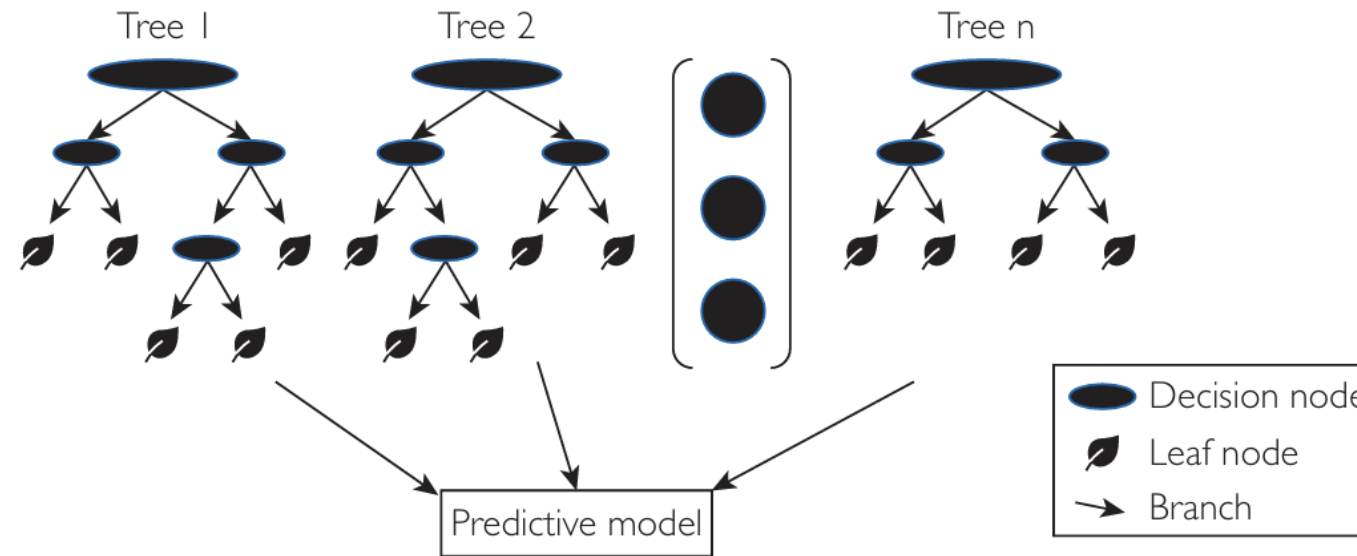 Tree 1
Tree 2
Tree n
Decision node
Leaf node
Branch
Predictive model